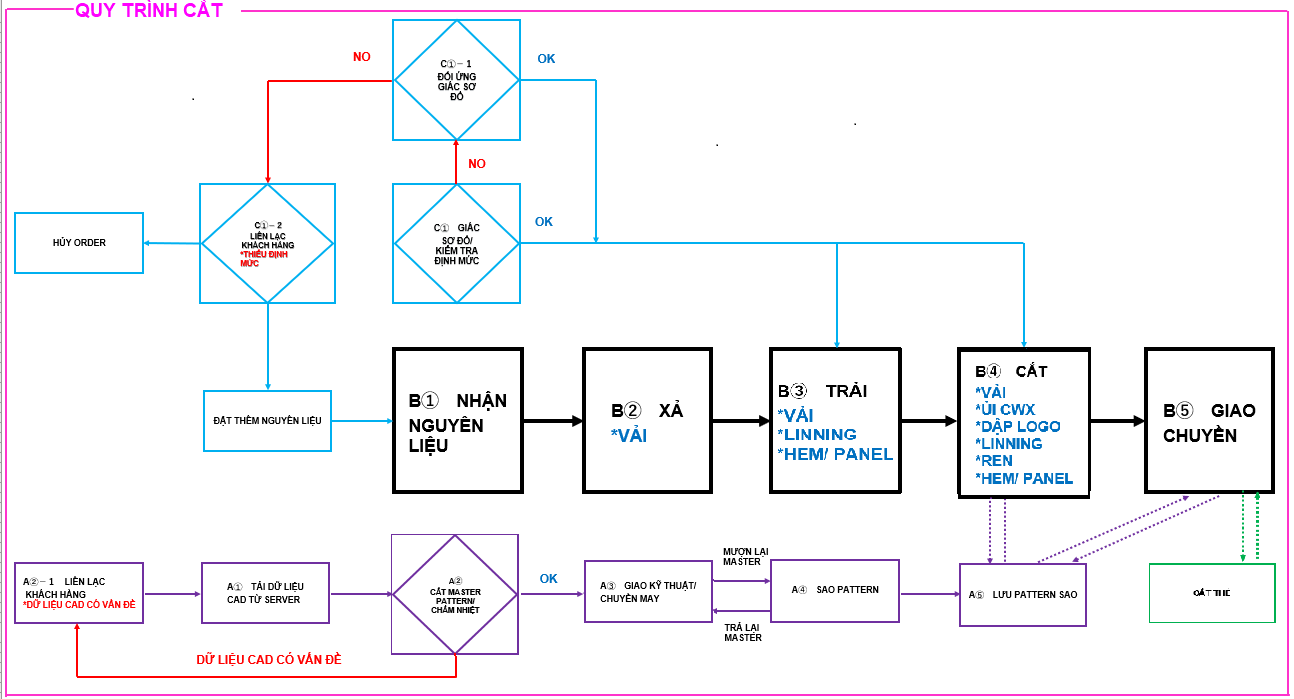 QUY TRÌNH CẮT
NO
C①－1
ĐỐI ỨNG
GIÁC SƠ
ĐỒ
OK
NO
HỦY ORDER
C①－2
LIÊN LẠC
KHÁCH HÀNG
*THIẾU ĐỊNH
MỨC
C① GIÁC
SƠ ĐỒ/
KIỂM TRA
ĐỊNH MỨC
OK
ĐẶT THÊM NGUYÊN LIỆU
B① NHẬN
NGUYÊN
LIỆU
B② XẢ
*VẢI
B③ TRẢI
*VẢI
*LINNING
*HEM/ PANEL
B④ CẮT
*VẢI
*ỦI CWX
*DẬP LOGO
*LINNING
*REN
*HEM/ PANEL
B⑤ GIAO
CHUYỀN
A②－1 LIÊN LẠC
KHÁCH HÀNG
*DỮ LIỆU CAD CÓ VẤN ĐỀ
A① TẢI DỮ LIỆU
CAD TỪ SERVER
A②
CẮT MASTER
PATTERN/
CHẤM NHIỆT
OK
A③ GIAO KỸ THUẬT/
CHUYỀN MAY
MƯỢN LẠI
MASTER
TRẢ LẠI
MASTER
A④ SAO PATTERN
A⑤ LƯU PATTERN SAO
DỮ LIỆU CAD CÓ VẤN ĐỀ